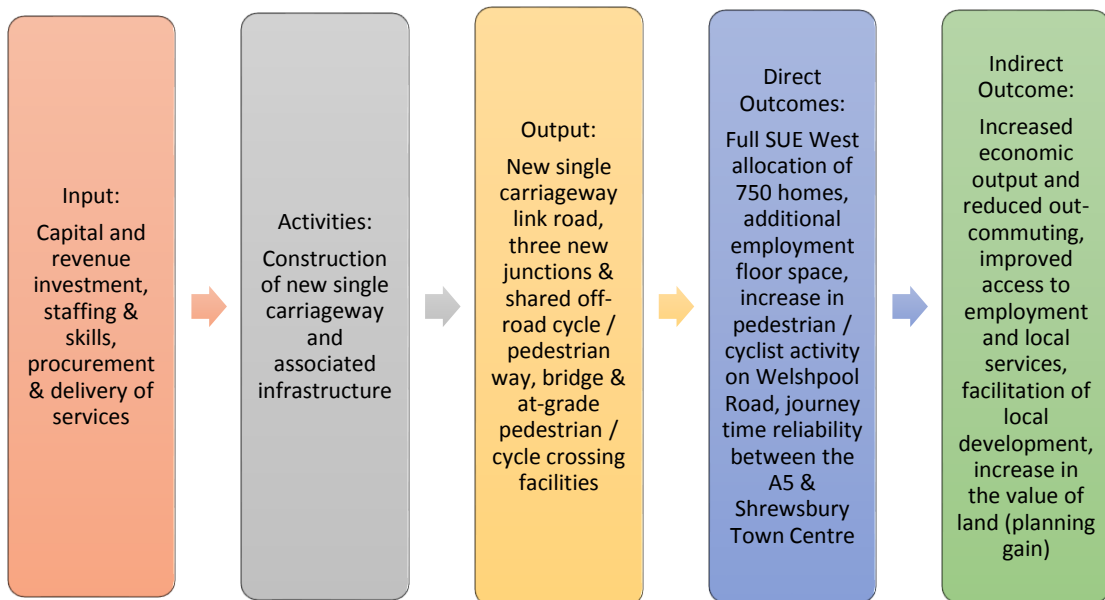 Input:
Capital and
revenue
investment,
staffing &
skills,
procurement
& delivery of
services
Activities:
Construction
of new single
carriageway
and
associated
infrastructure
Output:
New single
carriageway
link road,
three new
junctions &
shared off-
road cycle /
pedestrian
way, bridge &
at-grade
pedestrian /
cycle crossing
facilities
Direct
Outcomes:
Full SUE West
allocation of
750 homes,
additional
employment
floor space,
increase in
pedestrian /
cyclist activity
on Welshpool
Road, journey
time reliability
between the
A5 &
Shrewsbury
Town Centre
Indirect
Outcome:
Increased
economic
output and
reduced out-
commuting,
improved
access to
employment
and local
services,
facilitation of
local
development,
increase in
the value of
land (planning
gain)